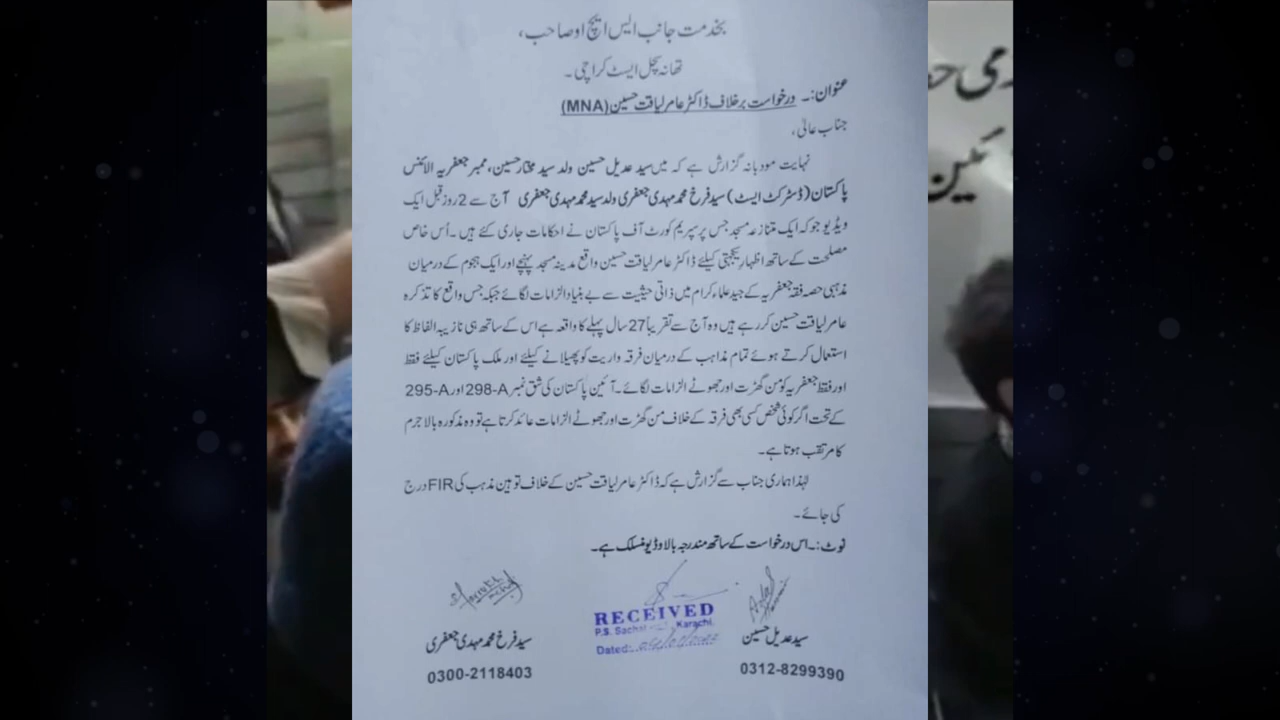 بخدمت جناب ایس ایچ او صاحب،
تھانہ سچل ایسٹ کراچی۔
عنوان:۔ درخواست برخلاف ڈاکٹر عامر لیاقت حسین (MNA)
جناب عالی،
نہایت مودبانہ گزارش ہے کہ میں سید عدیل حسین ولد سید مختار حسین، ممبر جعفریہ الائنس
پاکستان (ڈسٹرکٹ ایسٹ) سید فرخ محمد مہدی جعفری ولد سید محمد مہدی جعفری آج سے 2 روز قبل ایک
ویڈیو جو کہ ایک متنازعہ مسجد جس پر سپریم کورٹ آف پاکستان نے احکامات جاری کئے ہیں۔ اُس خاص
مصلحت کے ساتھ اظہار یکجہتی کیلئے ڈاکٹر عامر لیاقت حسین واقع مدینہ مسجد پہنچے اور ایک ہجوم کے درمیان
مذہبی حصہ فقہ جعفریہ کے جید علماء کرام میں ذاتی حیثیت سے بے بنیاد الزامات لگائے جبکہ جس واقع کا تذکرہ
عامر لیاقت حسین کر رہے ہیں وہ آج سے تقریباً 27 سال پہلے کا واقعہ ہے اس کے ساتھ ہی نازیبہ الفاظ کا
استعمال کرتے ہوئے تمام مذاہب کے درمیان فرقہ واریت کو پھیلانے کیلئے اور ملک پاکستان کیلئے فقط
اور فقط جعفریہ کو من گھڑت اور جھوٹے الزامات لگائے۔ آئین پاکستان کی شق نمبر 298-A اور 295-A
کے تحت اگر کوئی شخص کسی بھی فرقہ کے خلاف من گھڑت اور جھوٹے الزامات عائد کرتا ہے تو وہ مذکورہ بالا جرم
کا مرتقب ہوتا ہے۔
لہٰذا ہماری جناب سے گزارش ہے کہ ڈاکٹر عامر لیاقت حسین کے خلاف توہین مذہب کی FIR درج
کی جائے۔
نوٹ:۔ اس درخواست کے ساتھ مندرجہ بالا وڈیو منسلک ہے۔
RECEIVED
P.S. Sachal Karachi.
Dated:
سید عدیل حسین
0312-8299390
سید فرخ محمد مہدی جعفری
0300-2118403